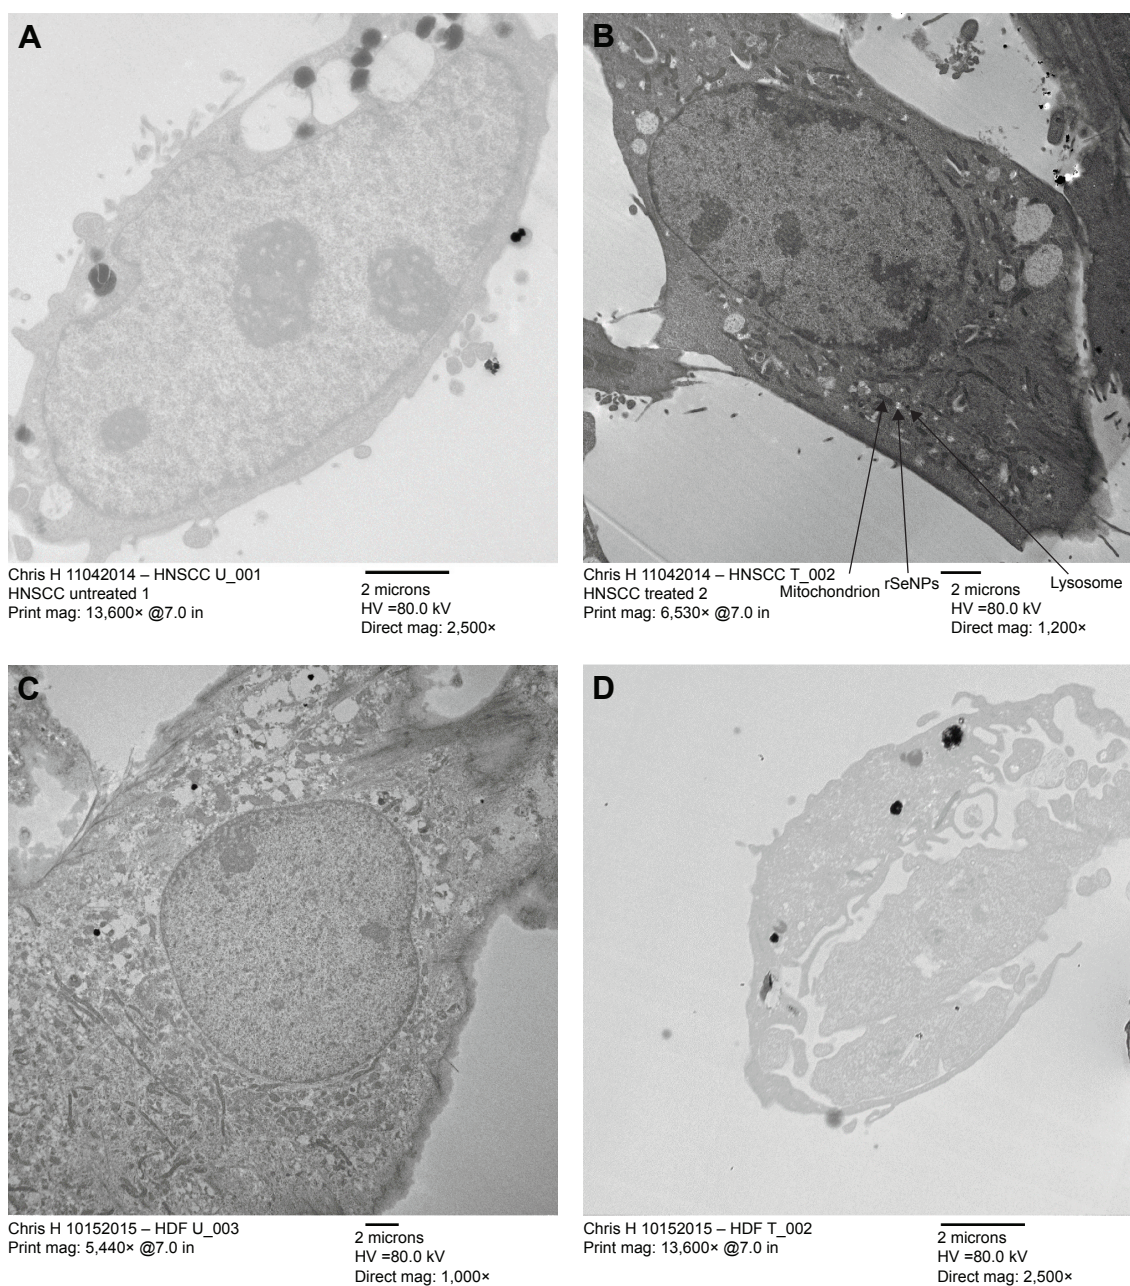 A
B
Chris H 11042014 – HNSCC U_001
HNSCC untreated 1
Print mag: 13,600× @7.0 in
2 microns
HV =80.0 kV
Direct mag: 2,500×
Chris H 11042014 – HNSCC T_002
HNSCC treated 2
Print mag: 6,530× @7.0 in
Mitochondrion
rSeNPs
Lysosome
2 microns
HV =80.0 kV
Direct mag: 1,200×
C
D
Chris H 10152015 – HDF U_003
Print mag: 5,440× @7.0 in
2 microns
HV =80.0 kV
Direct mag: 1,000×
Chris H 10152015 – HDF T_002
Print mag: 13,600× @7.0 in
2 microns
HV =80.0 kV
Direct mag: 2,500×